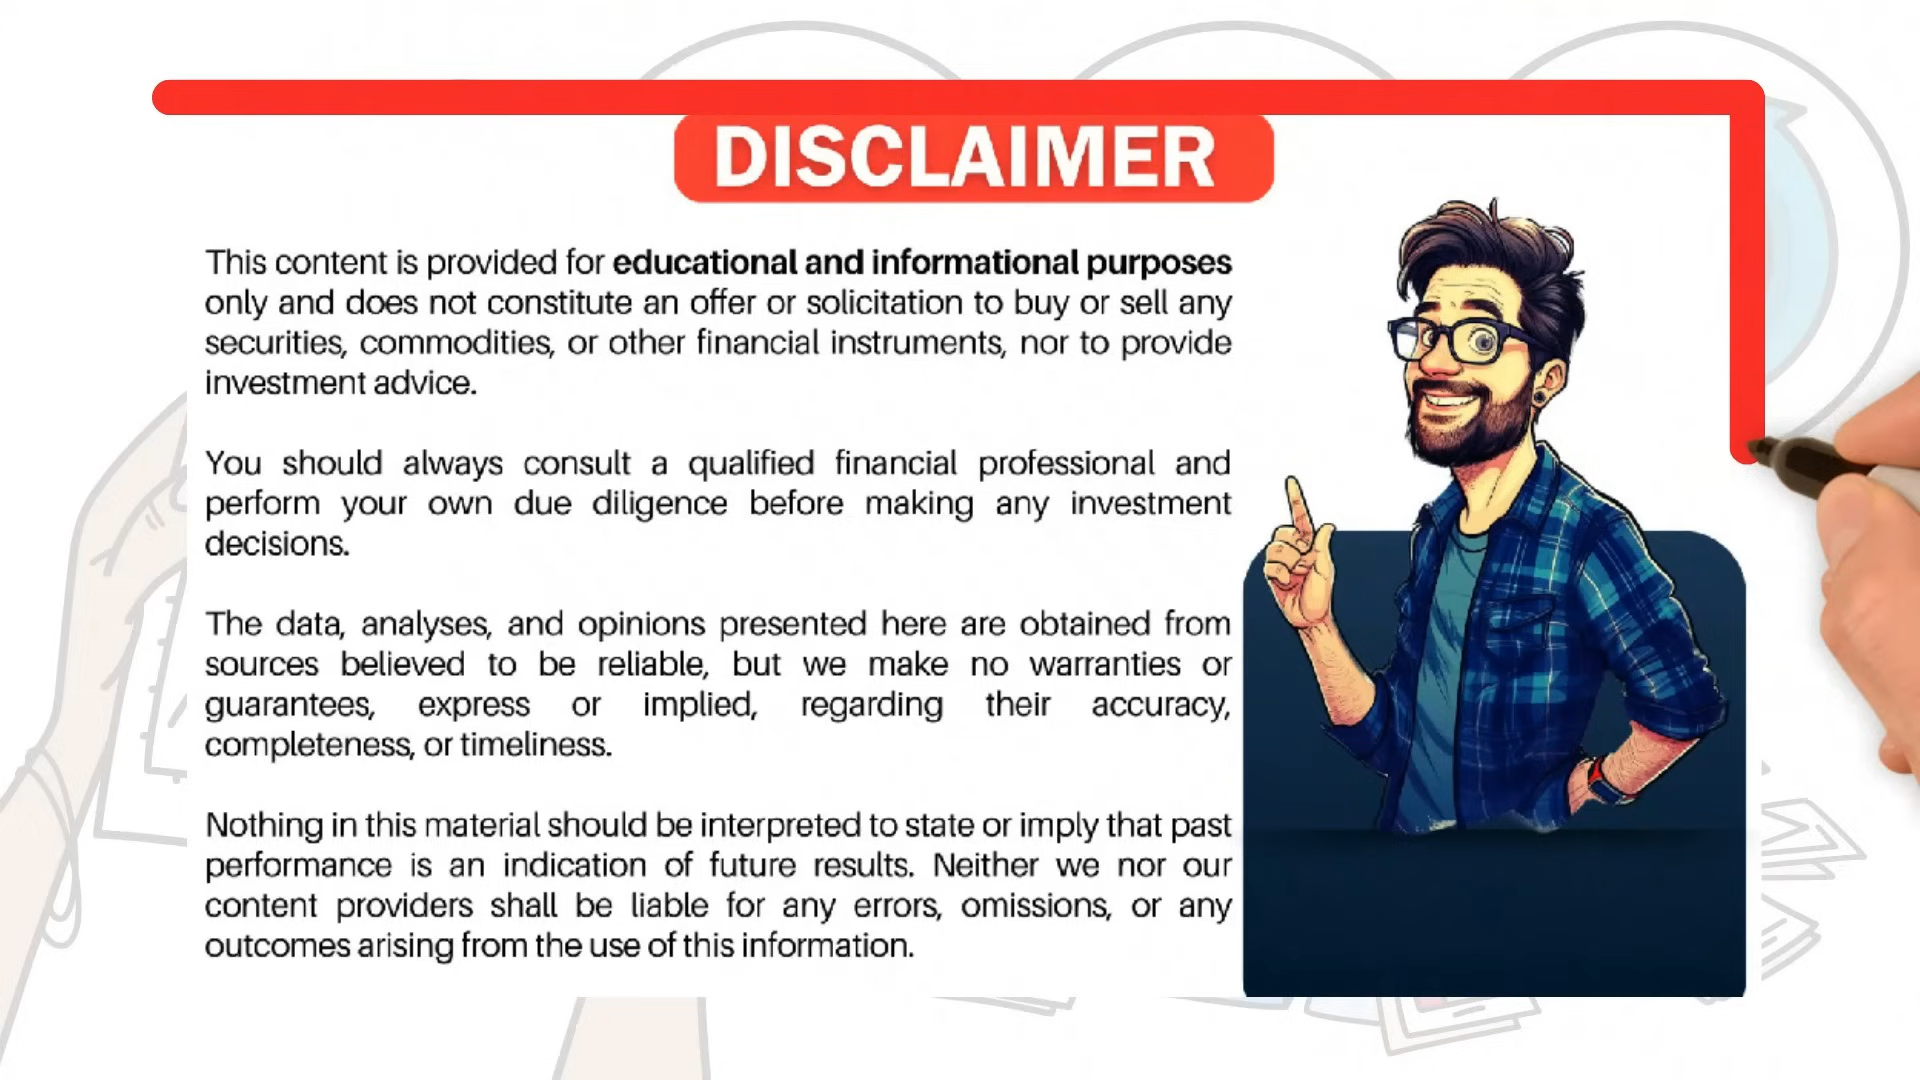 DISCLAIMER
This content is provided for educational and informational purposes
only and does not constitute an offer or solicitation to buy or sell any
securities, commodities, or other financial instruments, nor to provide
investment advice.
You should always consult a qualified financial professional and
perform your own due diligence before making any investment
decisions.
The data, analyses, and opinions presented here are obtained from
sources believed to be reliable, but we make no warranties or
guarantees, express or implied, regarding their accuracy,
completeness, or timeliness.
Nothing in this material should be interpreted to state or imply that past
performance is an indication of future results. Neither we nor our
content providers shall be liable for any errors, omissions, or any
outcomes arising from the use of this information.